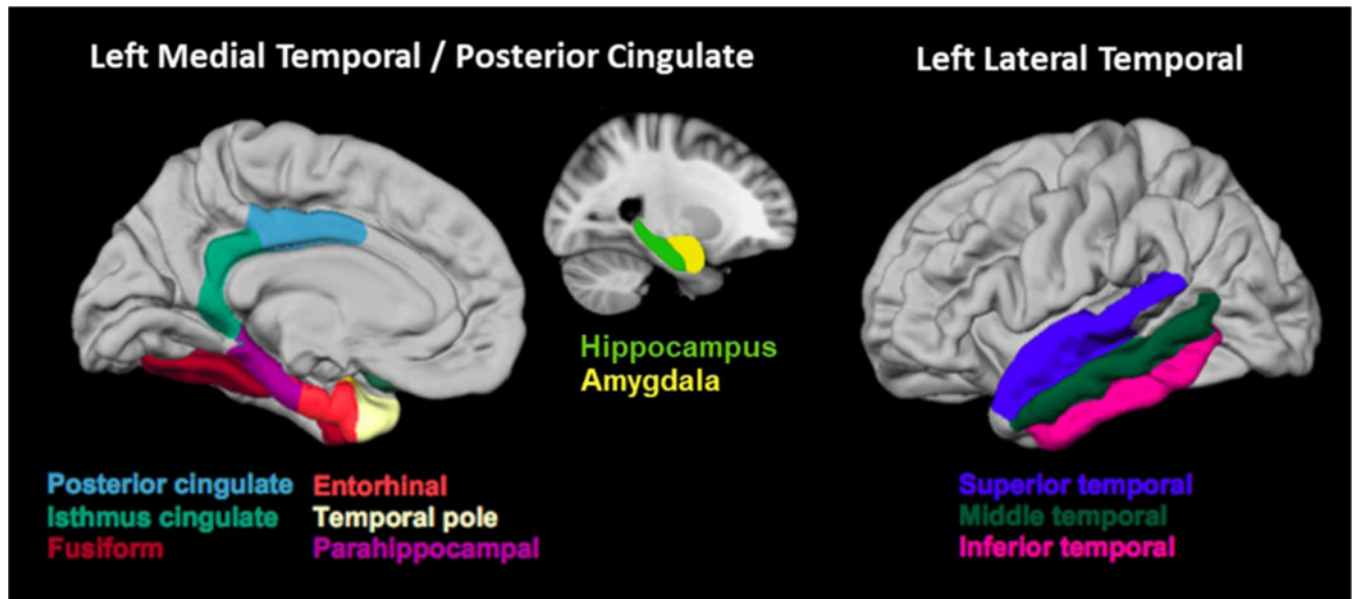 Left Medial Temporal / Posterior Cingulate
Left Lateral Temporal
Hippocampus
Amygdala
Posterior cingulate
Isthmus cingulate
Fusiform
Entorhinal
Temporal pole
Parahippocampal
Superior temporal
Middle temporal
Inferior temporal